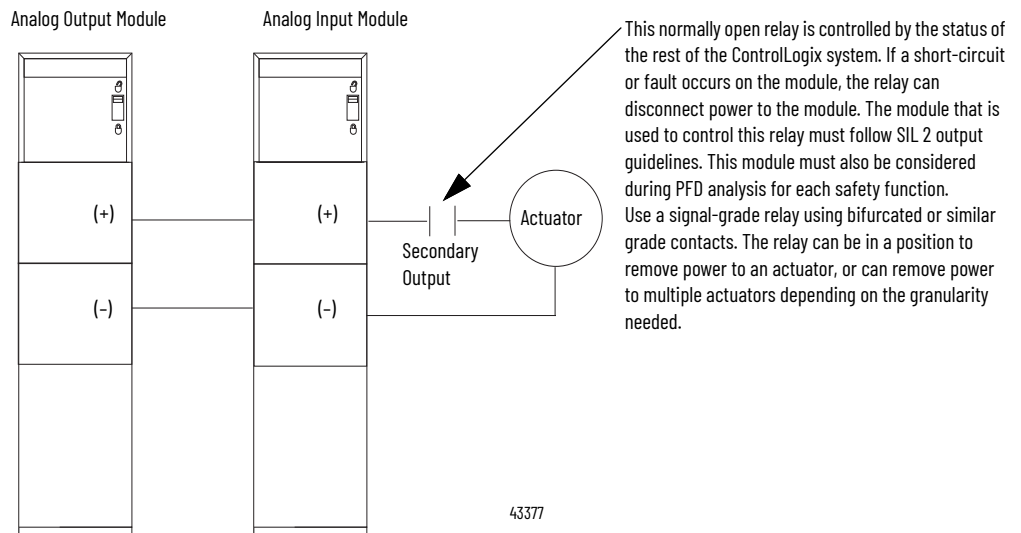 Analog Output Module
Analog Input Module
This normally open relay is controlled by the status of
the rest of the ControlLogix system. If a short-circuit
or fault occurs on the module, the relay can
disconnect power to the module. The module that is
used to control this relay must follow SIL 2 output
guidelines. This module must also be considered
during PFD analysis for each safety function.
Use a signal-grade relay using bifurcated or similar
grade contacts. The relay can be in a position to
remove power to an actuator, or can remove power
to multiple actuators depending on the granularity
needed.
(+)
(+)
Actuator
Secondary
Output
(–)
(–)
43377